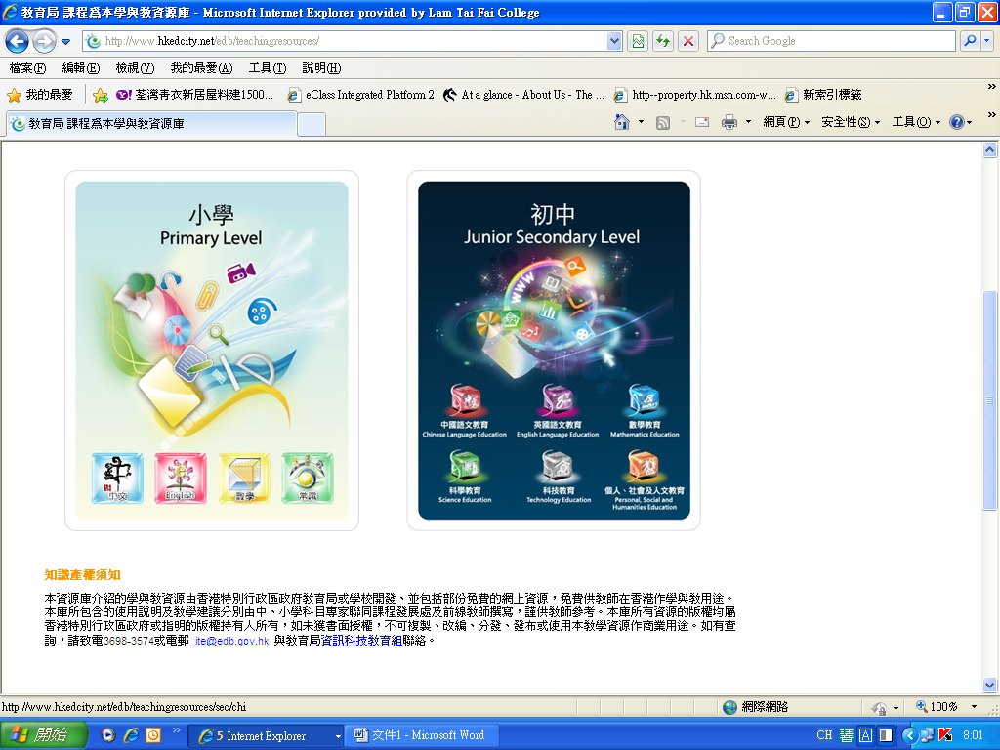 教育局 課程為本學與教資源庫 - Microsoft Internet Explorer provided by Lam Tai Fai College
http://www.hkedcity.net/edb/teachingresources/
Search Google
檔案(F) 編輯(E) 檢視(V) 我的最愛(A) 工具(T) 說明(H)
我的最愛 荃灣青衣新居屋料建1500... eClass Integrated Platform 2 At a glance - About Us - The ... http--property.hk.msn.com-w... 新索引標籤
教育局 課程為本學與教資源庫
網頁(P) 安全性(S) 工具(O)
小學
Primary Level
中文 English 數學 常識
初中
Junior Secondary Level
WWW
中國語文教育 英國語文教育 數學教育
Chinese Language Education English Language Education Mathematics Education
科學教育 科技教育 個人、社會及人文教育
Science Education Technology Education Personal, Social and
Humanities Education
知識產權須知
本資源庫介紹的學與教資源由香港特別行政區政府教育局或學校開發、並包括部份免費的網上資源，免費供教師在香港作學與教用途。
本庫所包含的使用說明及教學建議分別由中、小學科目專家聯同課程發展處及前線教師撰寫，謹供教師參考。本庫所有資源的版權均屬
香港特別行政區政府或指明的版權持有人所有，如未獲書面授權，不可複製、改編、分發、發布或使用本教學資源作商業用途。如有查
詢，請致電3698-3574或電郵 ite@edb.gov.hk 與教育局資訊科技教育組聯絡。
http://www.hkedcity.net/edb/teachingresources/sec/chi
網際網路
100%
開始
5 Internet Explorer
文件1 - Microsoft Word
CH
8:01